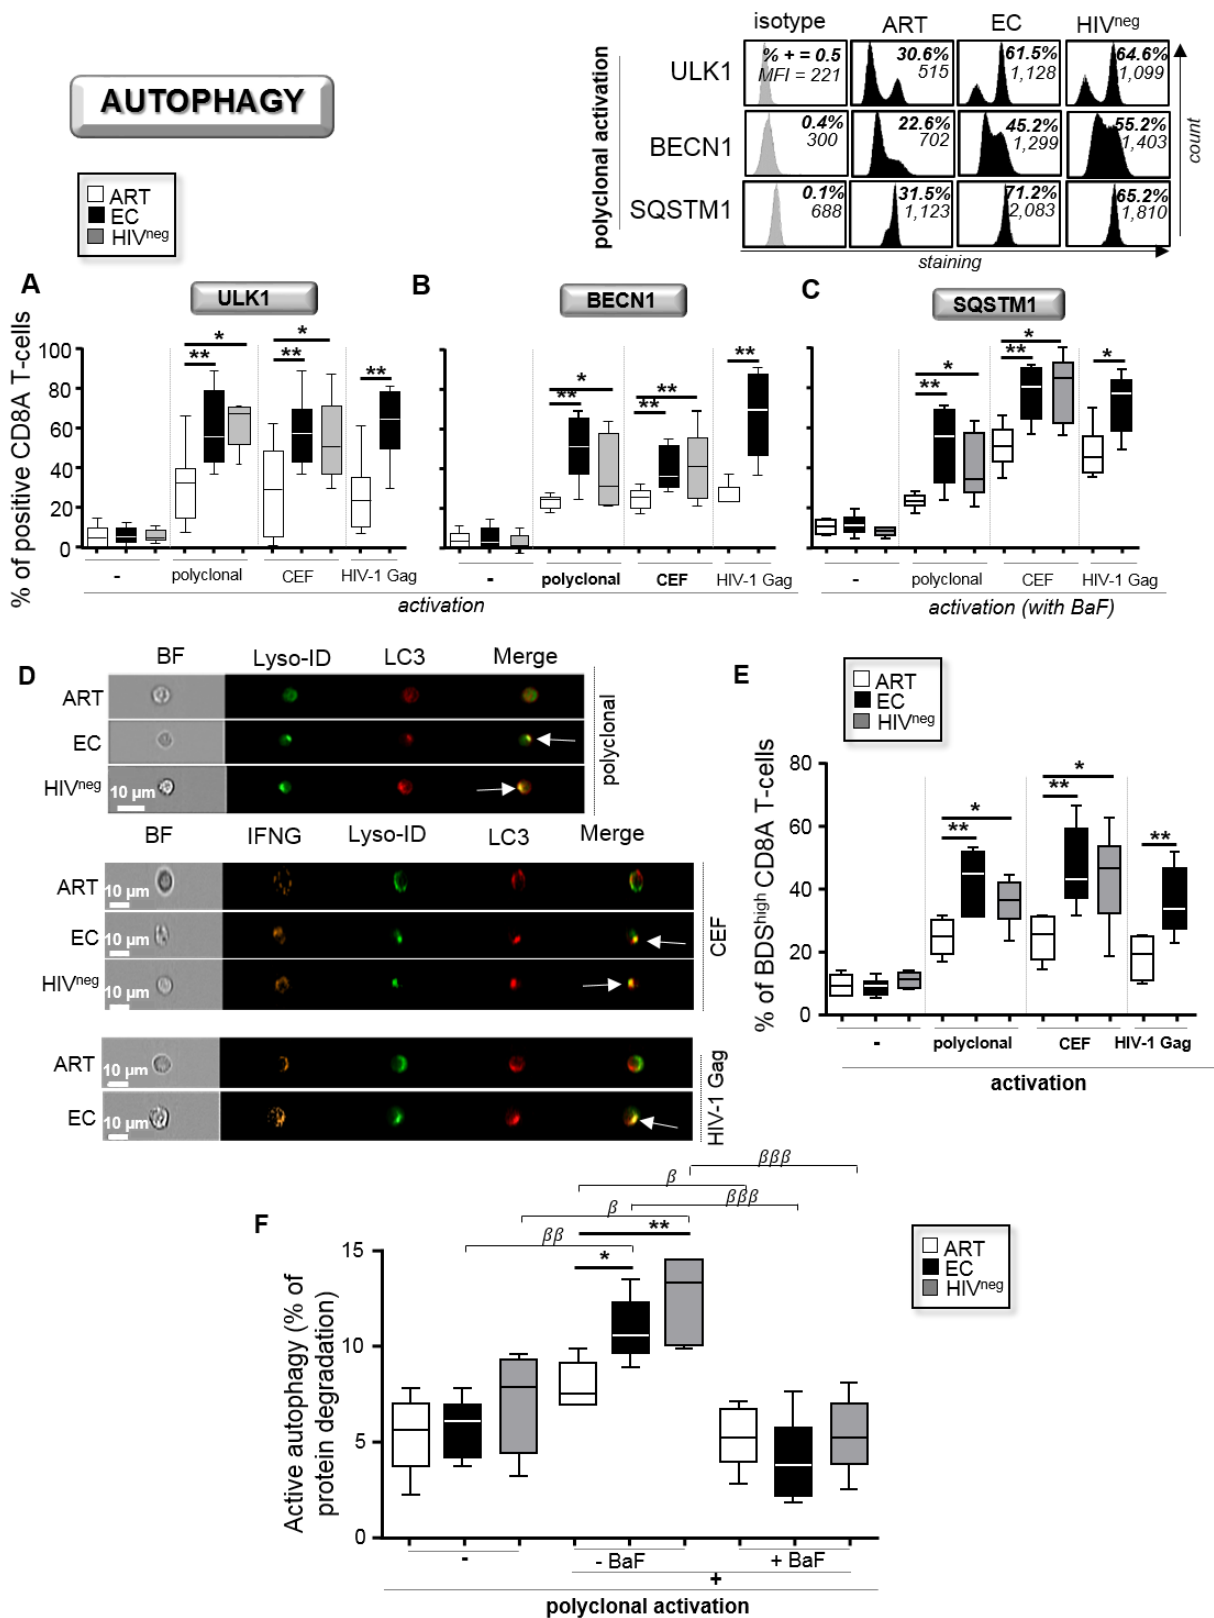 isotype ART EC HIVneg
polyclonal activation
ULK1 % + = 0.5 MFI = 221 30.6% 515 61.5% 1,128 64.6% 1,099
BECN1 0.4% 300 22.6% 702 45.2% 1,299 55.2% 1,403
SQSTM1 0.1% 688 31.5% 1,123 71.2% 2,083 65.2% 1,810
count
staining
AUTOPHAGY
ART
EC
HIVneg
A ULK1
B BECN1
C SQSTM1
% of positive CD8A T-cells
100
80
60
40
20
0
* ** * ** **
* ** ** ** **
* ** * ** *
- polyclonal CEF HIV-1 Gag
- polyclonal CEF HIV-1 Gag
- polyclonal CEF HIV-1 Gag
activation
activation (with BaF)
D
BF Lyso-ID LC3 Merge
ART
EC
HIVneg
10 µm
polyclonal
BF IFNG Lyso-ID LC3 Merge
ART 10 µm
EC 10 µm
HIVneg 10 µm
CEF
ART 10 µm
EC 10 µm
HIV-1 Gag
E
ART
EC
HIVneg
% of BDShigh CD8A T-cells
80
60
40
20
0
* ** * ** **
- polyclonal CEF HIV-1 Gag
activation
F
βββ
β
βββ
β
ββ
**
*
ART
EC
HIVneg
Active autophagy (% of
protein degradation)
15
10
5
0
- - BaF + BaF
+
polyclonal activation